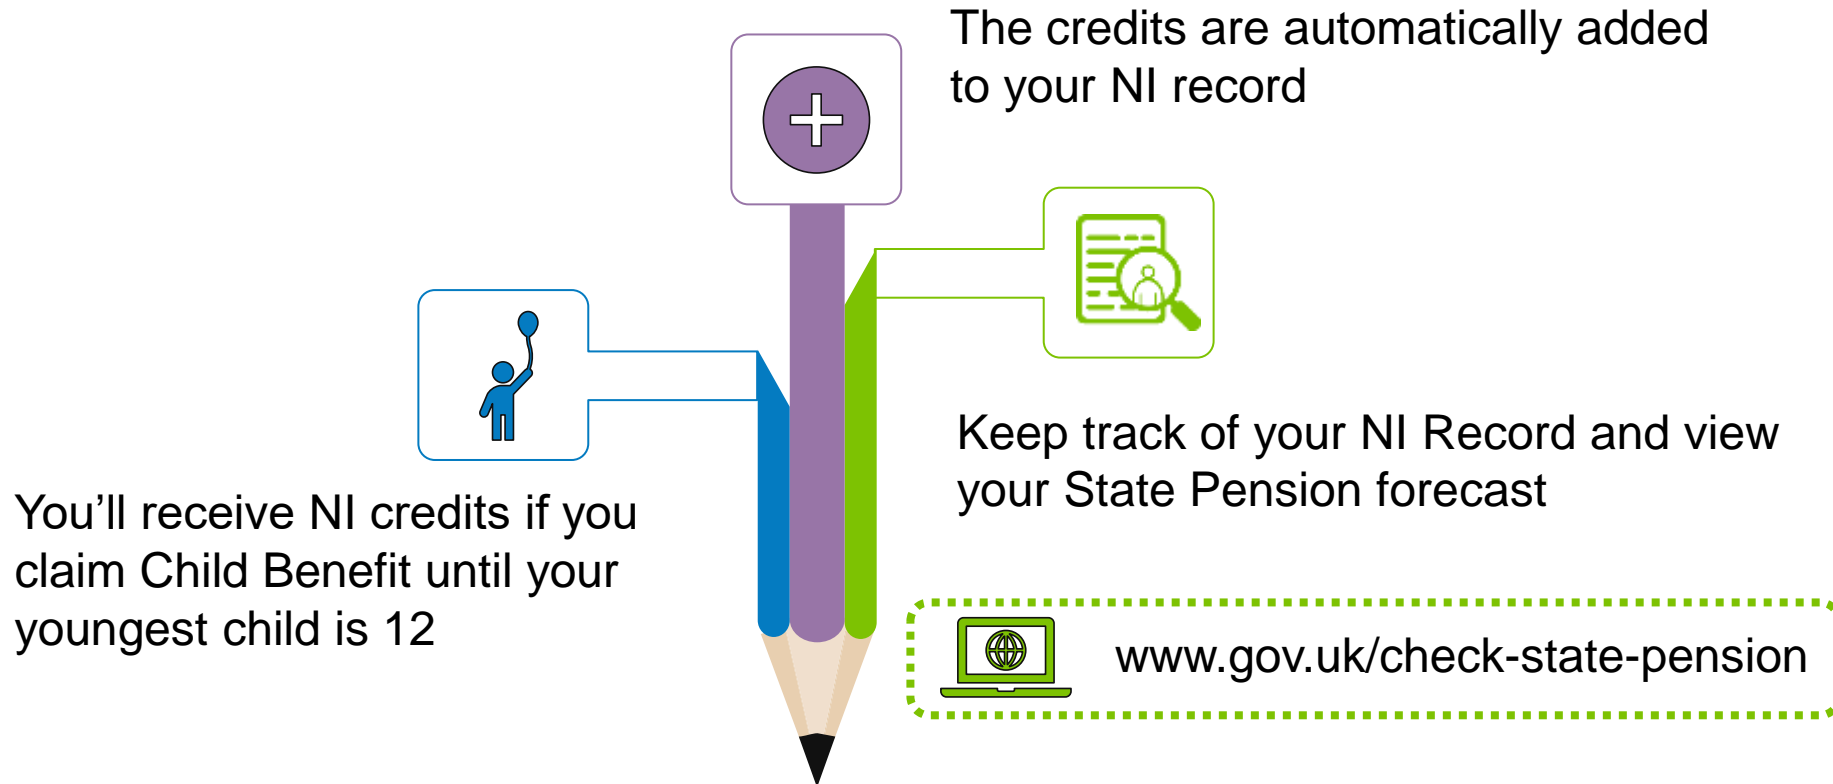 The credits are automatically added
to your NI record
You’ll receive NI credits if you
claim Child Benefit until your
youngest child is 12
Keep track of your NI Record and view
your State Pension forecast
www.gov.uk/check-state-pension